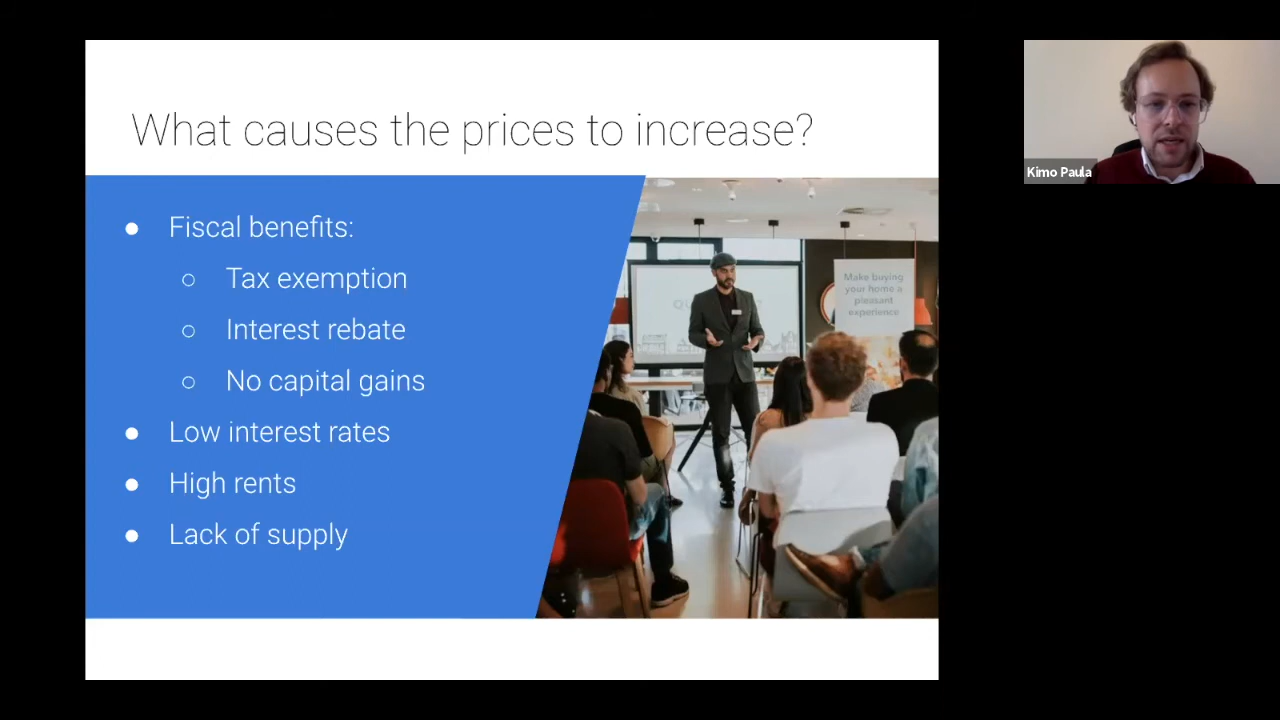 What causes the prices to increase?
Kimo Paula
● Fiscal benefits:
○ Tax exemption
○ Interest rebate
○ No capital gains
● Low interest rates
● High rents
● Lack of supply
Make buying
your home a
pleasant
experience